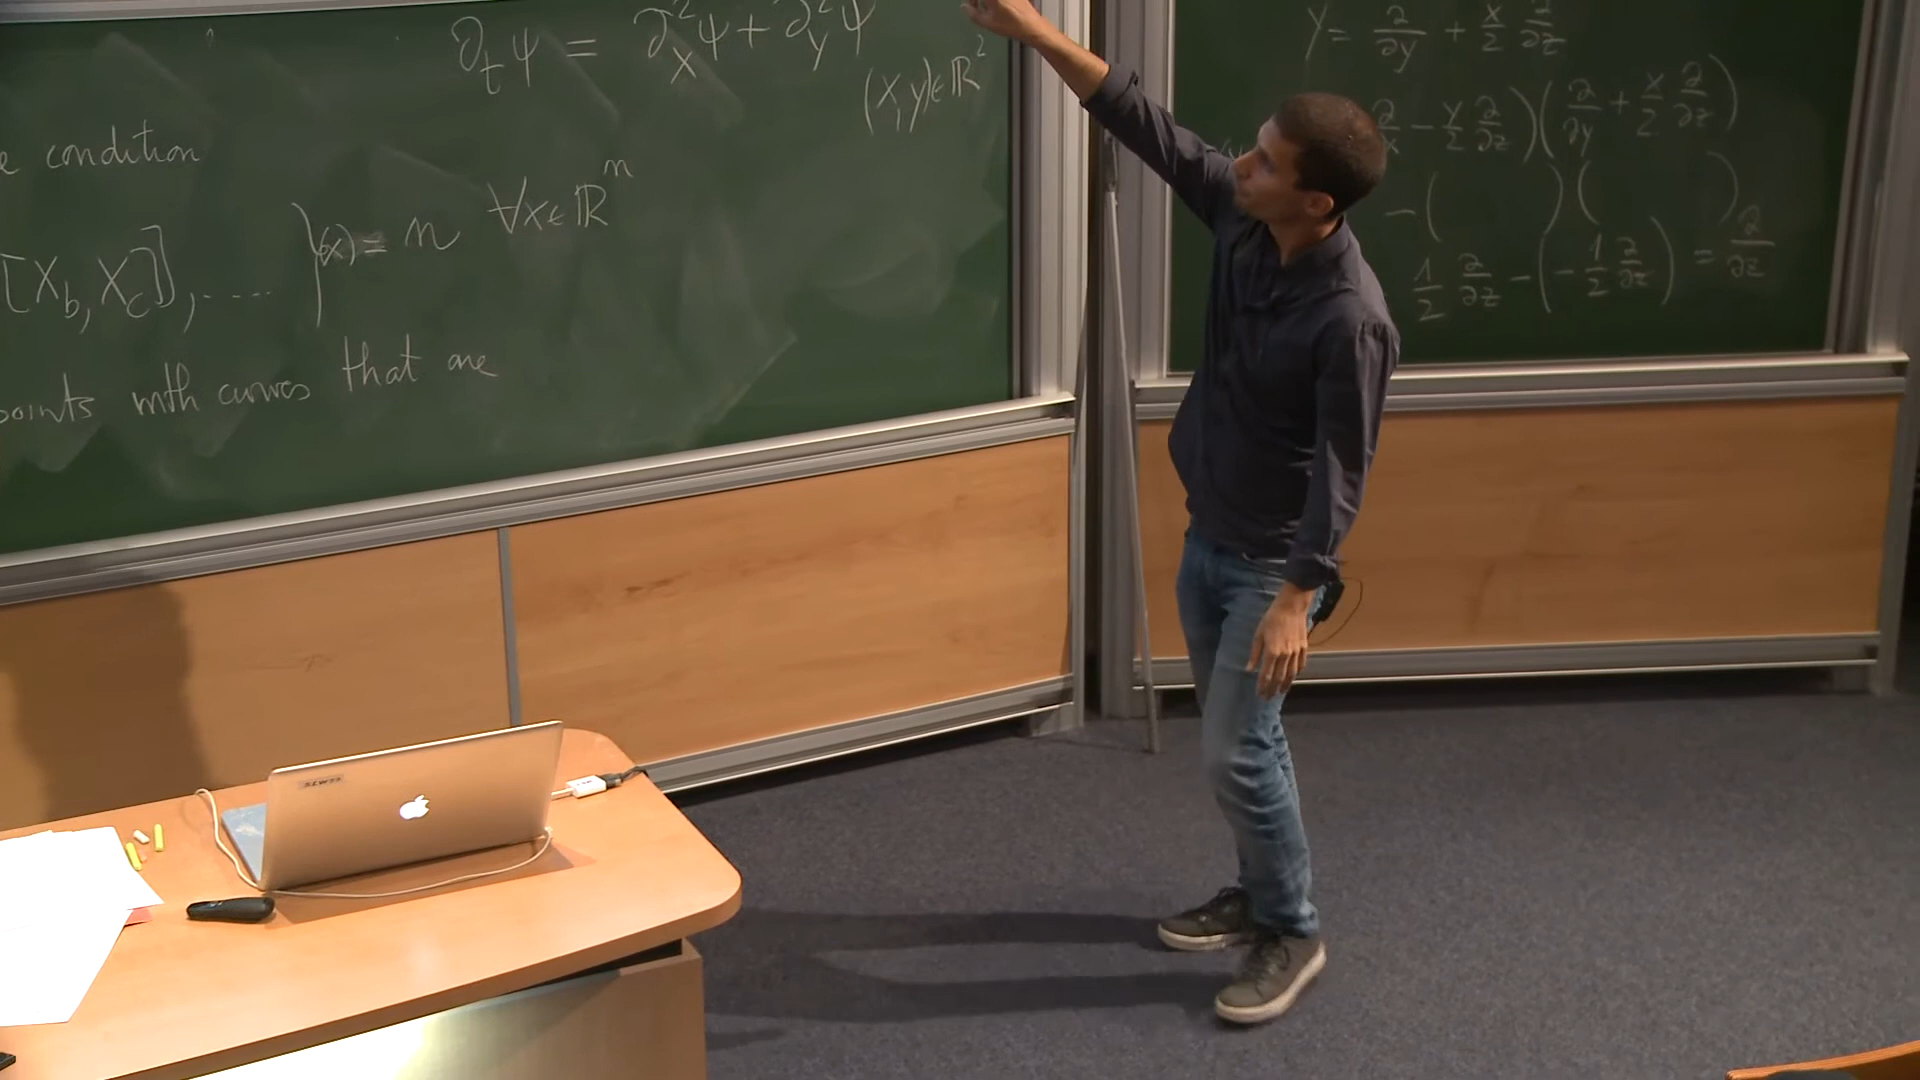 ∂_t ψ = ∂_x^2 ψ + ∂_y^2 ψ
(x,y)∈ℝ^2
e condition
[X_b, X_c]], .... )(x) = n ∀x∈ℝ^n
points with curves that are
Y = ∂/∂y + x/2 ∂/∂z
− y/2 ∂/∂z)(∂/∂y + x/2 ∂/∂z)
−( )( )
1/2 ∂/∂z − (− 1/2 ∂/∂z) = ∂/∂z